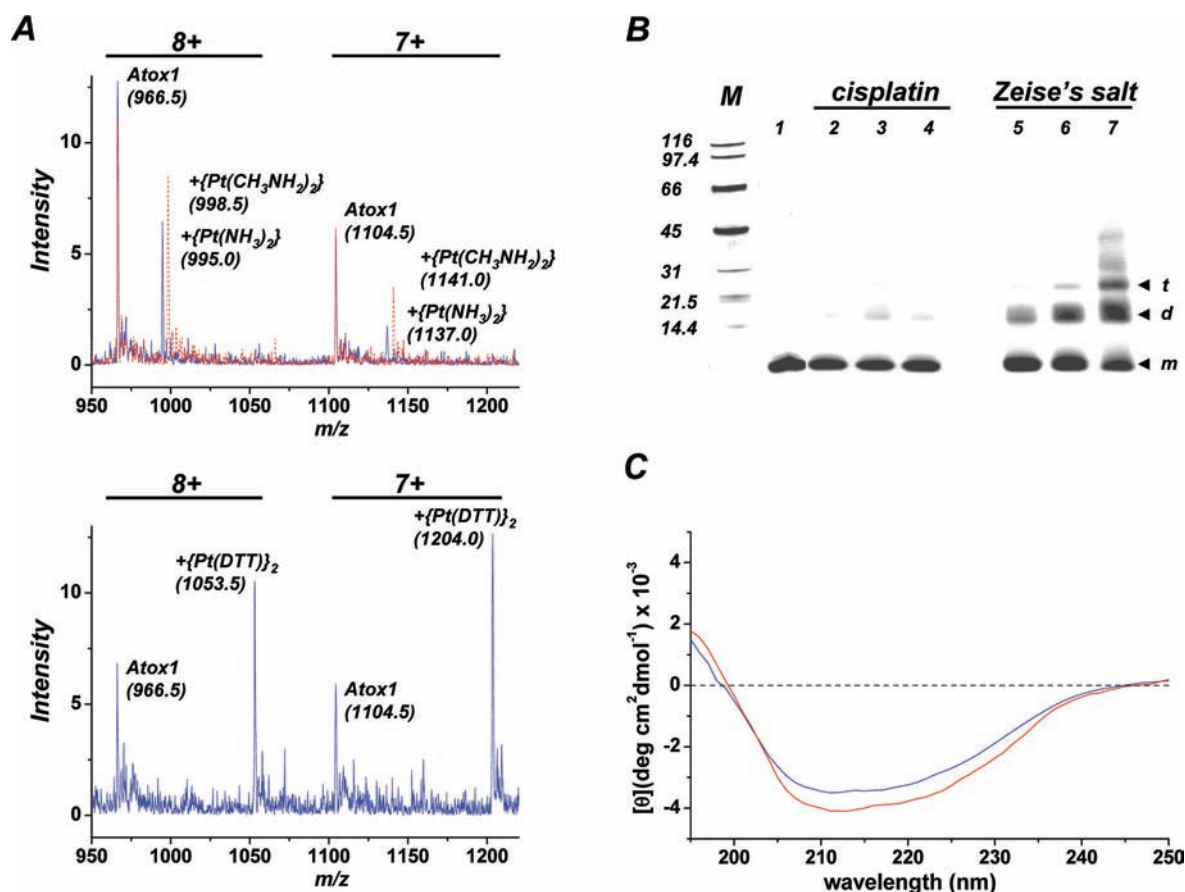 A
8+
7+
Atox1
(966.5)
+{Pt(CH₃NH₂)₂}
(998.5)
+{Pt(NH₃)₂}
(995.0)
Atox1
(1104.5)
+{Pt(CH₃NH₂)₂}
(1141.0)
+{Pt(NH₃)₂}
(1137.0)
Intensity
10
5
0
950 1000 1050 1100 1150 1200
m/z
8+
7+
+{Pt(DTT)}₂
(1204.0)
+{Pt(DTT)}₂
(1053.5)
Atox1
(966.5)
Atox1
(1104.5)
Intensity
10
5
0
950 1000 1050 1100 1150 1200
m/z
B
M cisplatin Zeise's salt
1 2 3 4 5 6 7
116
97.4
66
45
31
21.5
14.4
t
d
m
C
[θ](deg cm²dmol⁻¹) x 10⁻³
4
2
0
-2
-4
200 210 220 230 240 250
wavelength (nm)